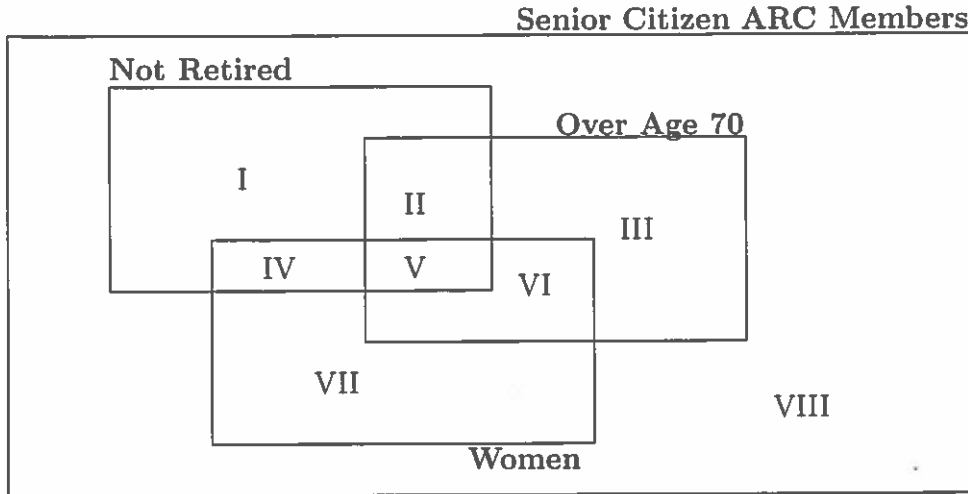 Senior Citizen ARC Members
Not Retired
Over Age 70
I
II
III
IV
V
VI
VII
VIII
Women